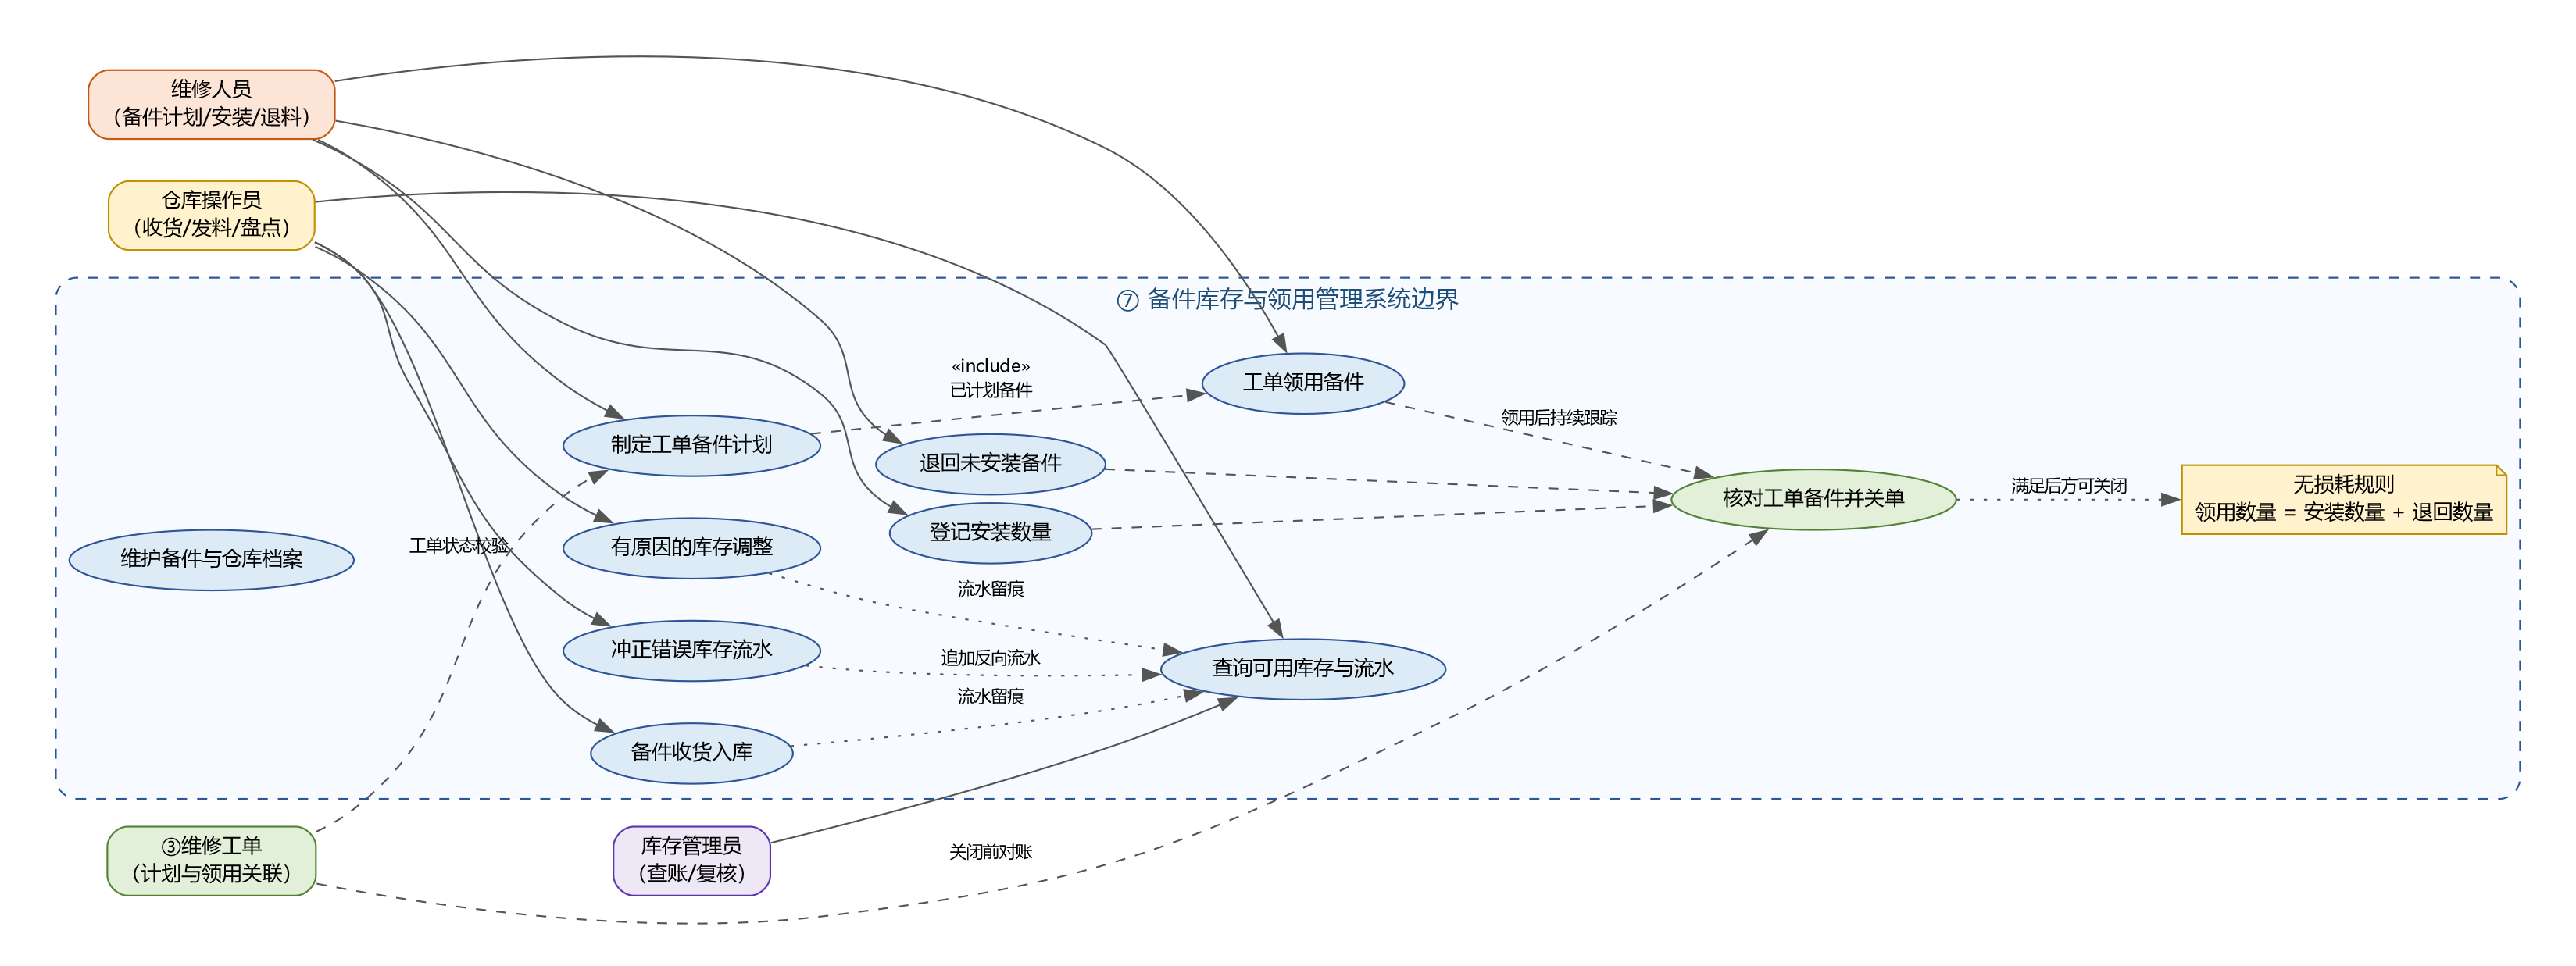 维修人员
（备件计划/安装/退料）
仓库操作员
（收货/发料/盘点）
⑦ 备件库存与领用管理系统边界
«include»
已计划备件
工单领用备件
领用后持续跟踪
制定工单备件计划
退回未安装备件
核对工单备件并关单
满足后方可关闭
无损耗规则
领用数量 = 安装数量 + 退回数量
登记安装数量
工单状态校验
有原因的库存调整
维护备件与仓库档案
流水留痕
冲正错误库存流水
追加反向流水
查询可用库存与流水
流水留痕
备件收货入库
③维修工单
（计划与领用关联）
库存管理员
（查账/复核）
关闭前对账